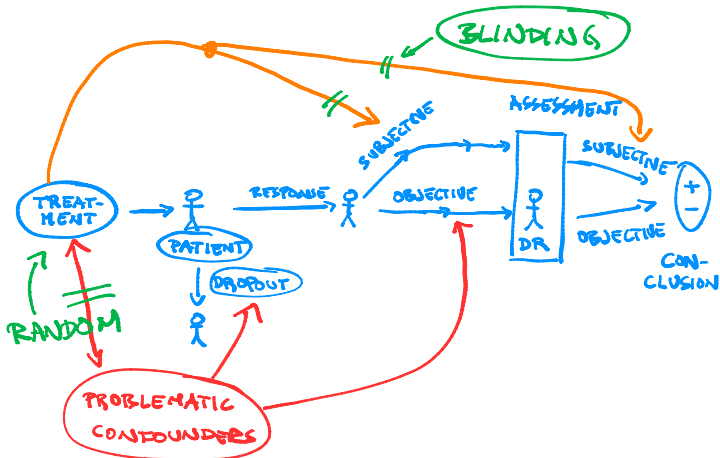 BLINDING
ASSESSMENT
SUBJECTIVE
SUBJECTIVE
TREAT-
MENT
RESPONSE
OBJECTIVE
+
-
PATIENT
DR
OBJECTIVE
CON-
CLUSION
DROPOUT
RANDOM
PROBLEMATIC
CONFOUNDERS